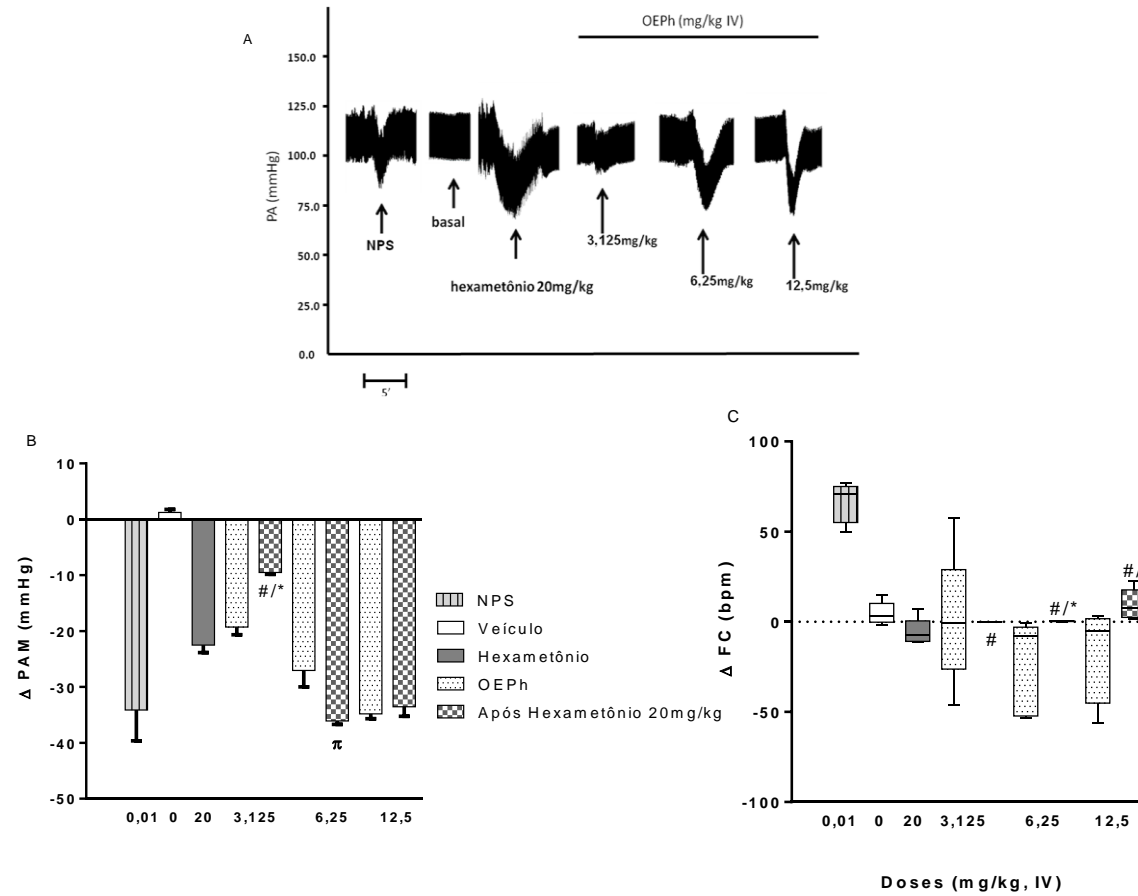 OEPh (mg/kg IV)
A
150.0
125.0
100.0
75.0
50.0
25.0
0.0
PA (mmHg)
NPS
basal
hexametônio 20mg/kg
3,125mg/kg
6,25mg/kg
12,5mg/kg
5'
B
10
0
-10
-20
-30
-40
-50
Δ PAM (mmHg)
#/*
π
0,01 0 20 3,125 6,25 12,5
NPS
Veículo
Hexametônio
OEPh
Após Hexametônio 20mg/kg
C
100
50
0
-50
-100
Δ FC (bpm)
#
#/*
#/
0,01 0 20 3,125 6,25 12,5
Doses (mg/kg, IV)